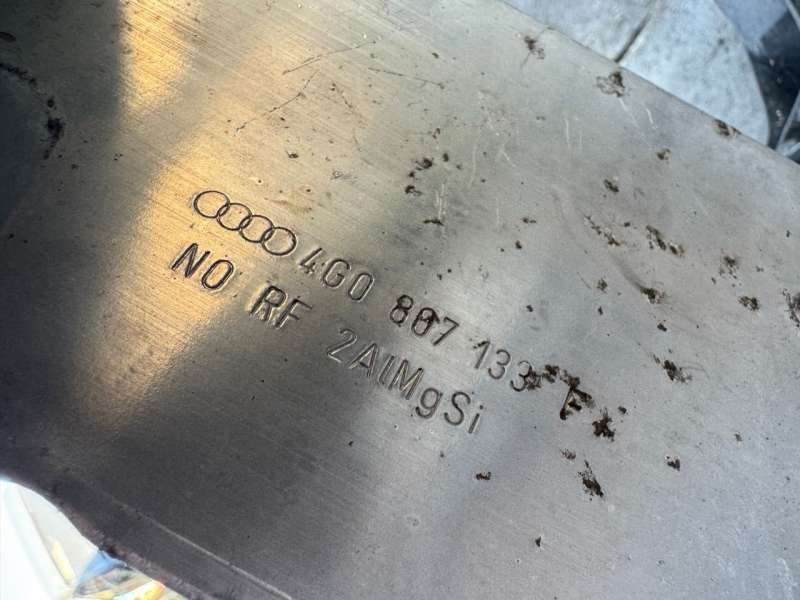 4G0 807 133 F
NO RF 2AlMgSi